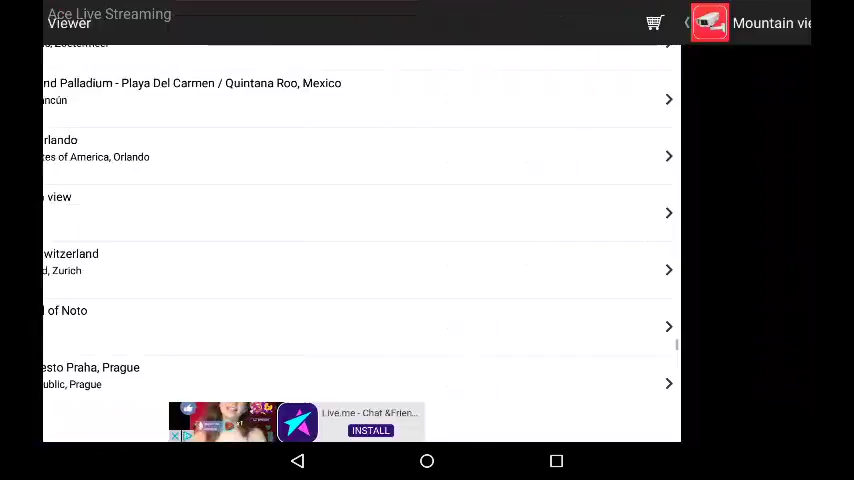 Ace Live Streaming
Viewer
Mountain vie
nd Palladium - Playa Del Carmen / Quintana Roo, Mexico
ancún
rlando
tes of America, Orlando
view
witzerland
d, Zurich
l of Noto
esto Praha, Prague
ublic, Prague
Live.me - Chat &Frien...
INSTALL